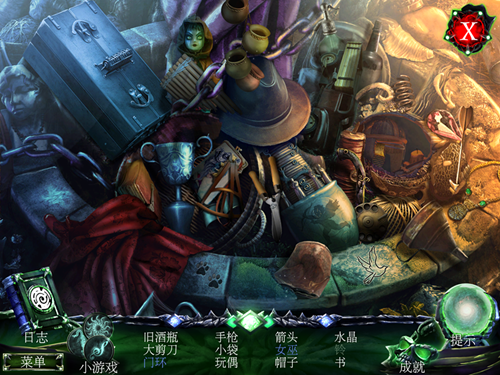 X
日志
菜单
小游戏
旧酒瓶 手枪 箭头 水晶
大剪刀 小袋 女巫 铃
门环 玩偶 帽子 书
提示
成就